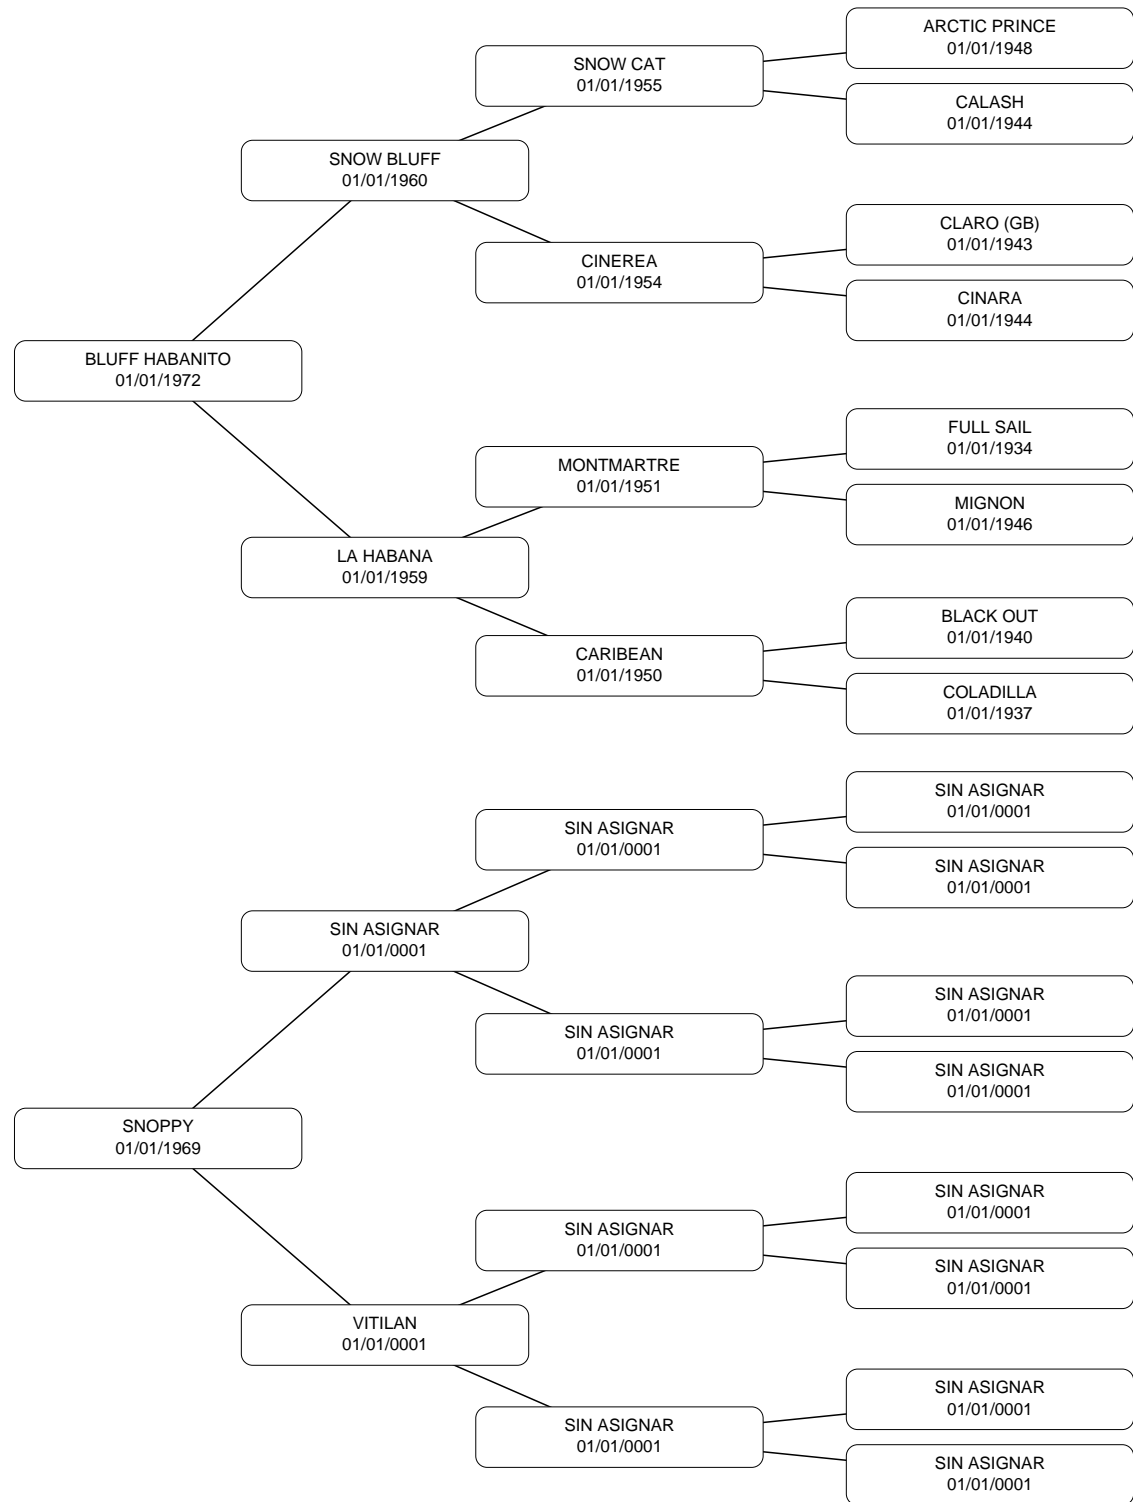 ARCTIC PRINCE
01/01/1948
SNOW CAT
01/01/1955
CALASH
01/01/1944
SNOW BLUFF
01/01/1960
CLARO (GB)
01/01/1943
CINEREA
01/01/1954
CINARA
01/01/1944
BLUFF HABANITO
01/01/1972
FULL SAIL
01/01/1934
MONTMARTRE
01/01/1951
MIGNON
01/01/1946
LA HABANA
01/01/1959
BLACK OUT
01/01/1940
CARIBEAN
01/01/1950
COLADILLA
01/01/1937
SIN ASIGNAR
01/01/0001
SIN ASIGNAR
01/01/0001
SIN ASIGNAR
01/01/0001
SIN ASIGNAR
01/01/0001
SIN ASIGNAR
01/01/0001
SIN ASIGNAR
01/01/0001
SIN ASIGNAR
01/01/0001
SNOPPY
01/01/1969
SIN ASIGNAR
01/01/0001
SIN ASIGNAR
01/01/0001
SIN ASIGNAR
01/01/0001
VITILAN
01/01/0001
SIN ASIGNAR
01/01/0001
SIN ASIGNAR
01/01/0001
SIN ASIGNAR
01/01/0001